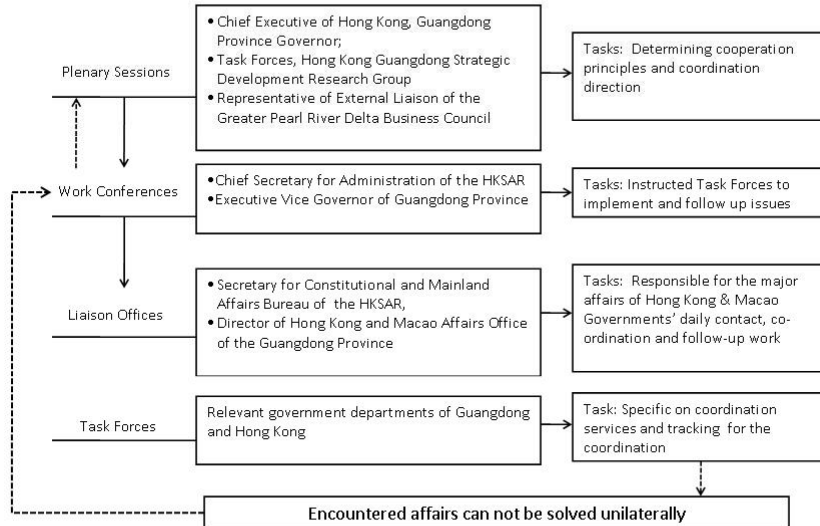 Plenary Sessions
• Chief Executive of Hong Kong, Guangdong
Province Governor;
• Task Forces, Hong Kong Guangdong Strategic
Development Research Group
• Representative of External Liaison of the
Greater Pearl River Delta Business Council
Tasks: Determining cooperation
principles and coordination
direction
Work Conferences
• Chief Secretary for Administration of the HKSAR
• Executive Vice Governor of Guangdong Province
Tasks: Instructed Task Forces to
implement and follow up issues
Liaison Offices
• Secretary for Constitutional and Mainland
Affairs Bureau of the HKSAR,
• Director of Hong Kong and Macao Affairs Office
of the Guangdong Province
Tasks: Responsible for the major
affairs of Hong Kong & Macao
Governments' daily contact, co-
ordination and follow-up work
Task Forces
Relevant government departments of Guangdong
and Hong Kong
Task: Specific on coordination
services and tracking for the
coordination
Encountered affairs can not be solved unilaterally